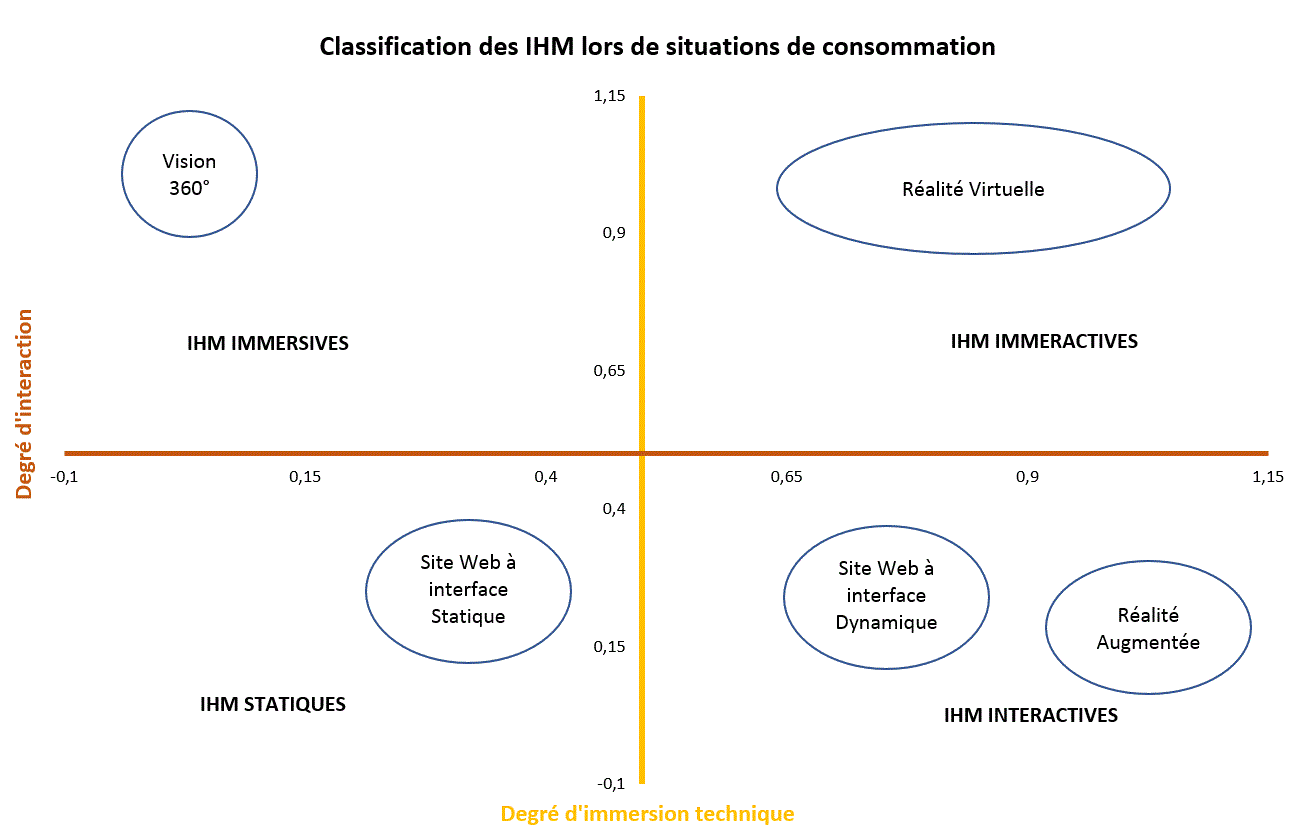 Classification des IHM lors de situations de consommation
1,15
Vision
360°
Réalité Virtuelle
0,9
IHM IMMERSIVES
IHM IMMERACTIVES
0,65
Degré d'interaction
-0,1
0,15
0,4
0,65
0,9
1,15
0,4
Site Web à
interface
Statique
Site Web à
interface
Dynamique
Réalité
Augmentée
0,15
IHM STATIQUES
IHM INTERACTIVES
-0,1
Degré d'immersion technique